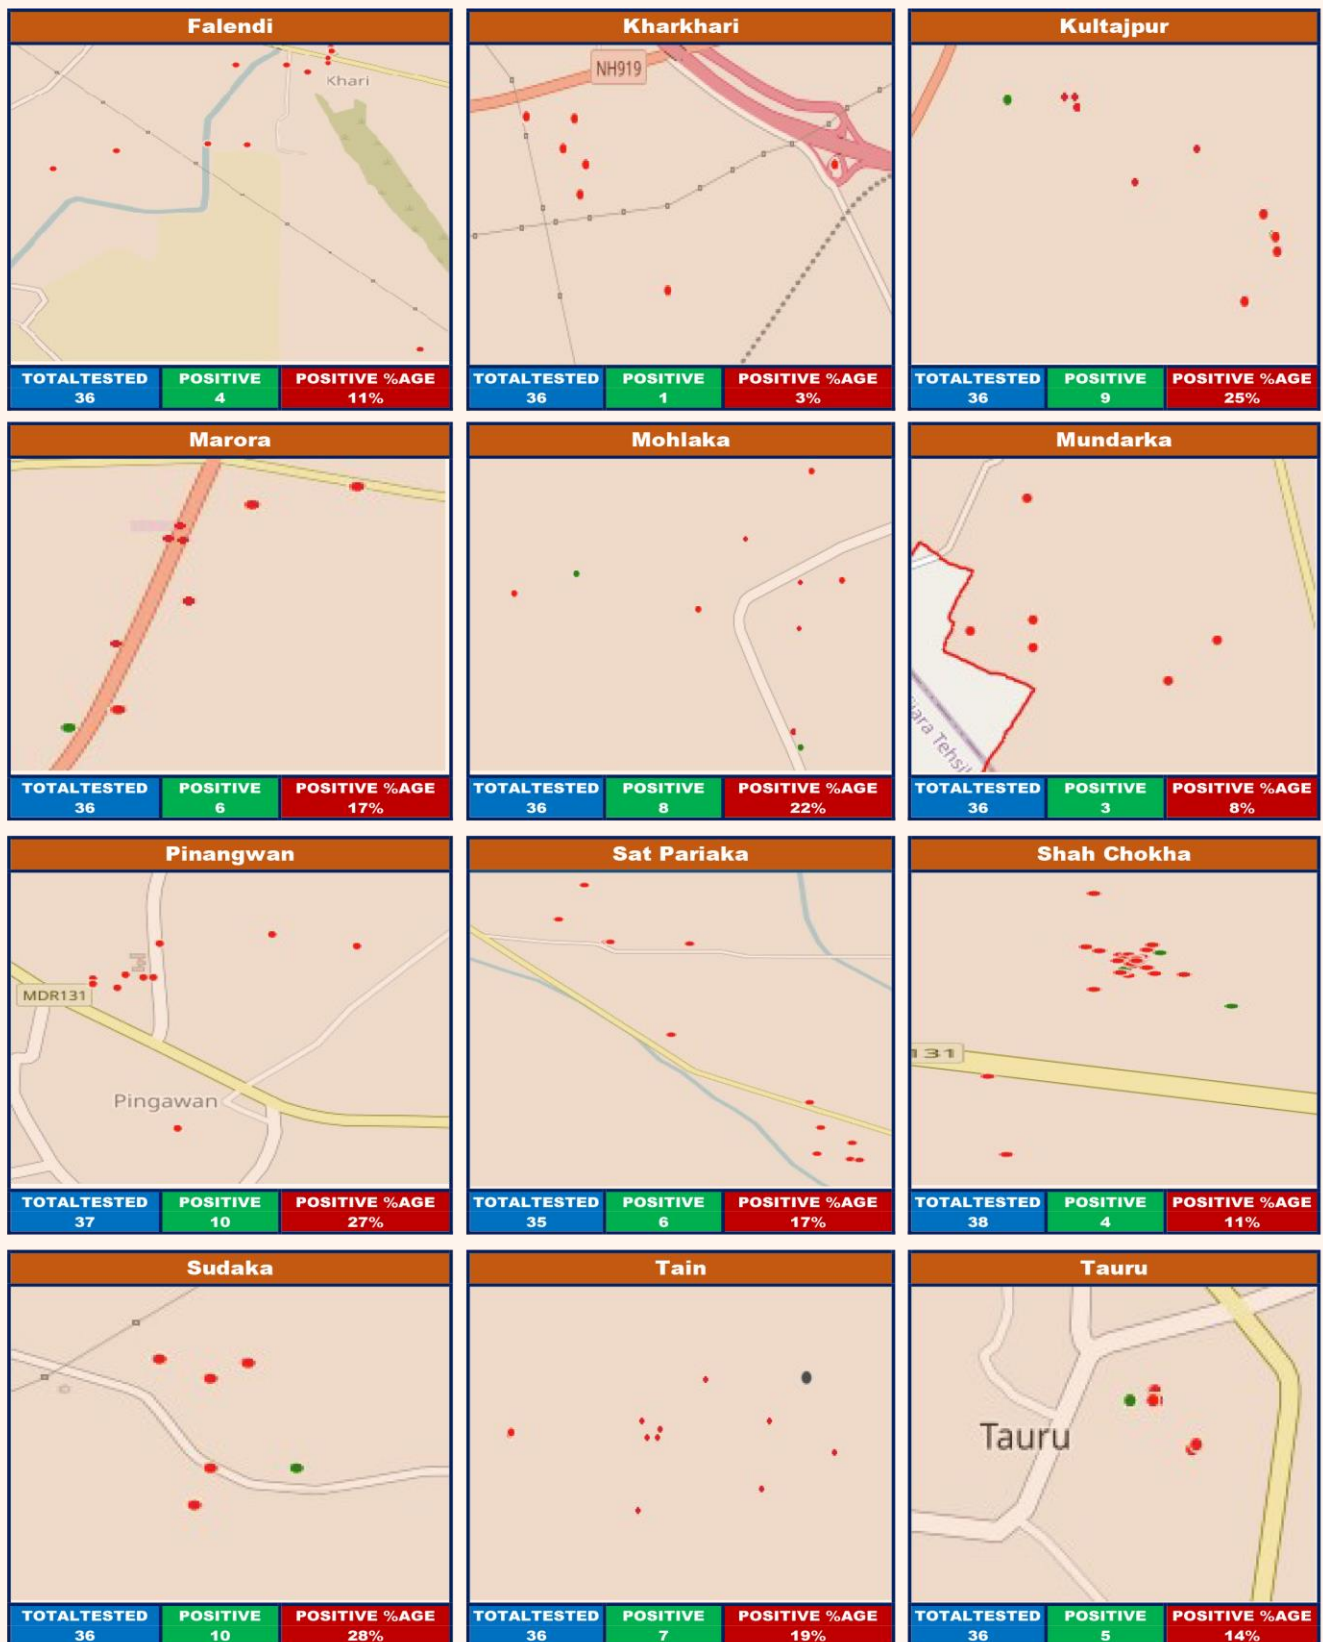 Falendi
Khari
TOTALTESTED POSITIVE POSITIVE %AGE
36 4 11%
Kharkhari
NH919
TOTALTESTED POSITIVE POSITIVE %AGE
36 1 3%
Kultajpur
TOTALTESTED POSITIVE POSITIVE %AGE
36 9 25%
Marora
TOTALTESTED POSITIVE POSITIVE %AGE
36 6 17%
Mohlaka
TOTALTESTED POSITIVE POSITIVE %AGE
36 8 22%
Mundarka
TOTALTESTED POSITIVE POSITIVE %AGE
36 3 8%
Pinangwan
MDR131
Pingawan
TOTALTESTED POSITIVE POSITIVE %AGE
37 10 27%
Sat Pariaka
TOTALTESTED POSITIVE POSITIVE %AGE
35 6 17%
Shah Chokha
131
TOTALTESTED POSITIVE POSITIVE %AGE
38 4 11%
Sudaka
TOTALTESTED POSITIVE POSITIVE %AGE
36 10 28%
Tain
TOTALTESTED POSITIVE POSITIVE %AGE
36 7 19%
Tauru
Tauru
TOTALTESTED POSITIVE POSITIVE %AGE
36 5 14%